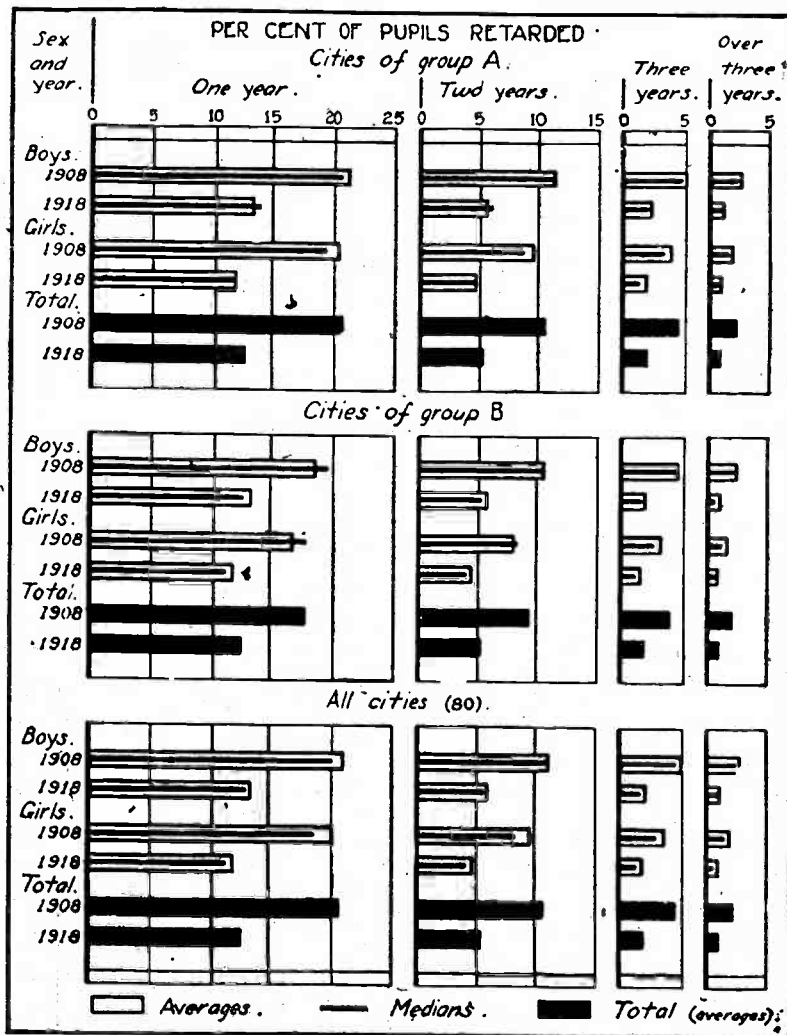 PER CENT OF PUPILS RETARDED.
Sex and year.
Cities of group A.
One year.
Two years.
Three years.
Over three years.
0 5 10 15 20 25
0 5 10 15
0 5
0 5
Boys.
1908
1918
Girls.
1908
1918
Total.
1908
1918
Cities of group B
Boys.
1908
1918
Girls.
1908
1918
Total.
1908
1918
All cities (80).
Boys.
1908
1918
Girls.
1908
1918
Total.
1908
1918
Averages. Medians. Total (averages).